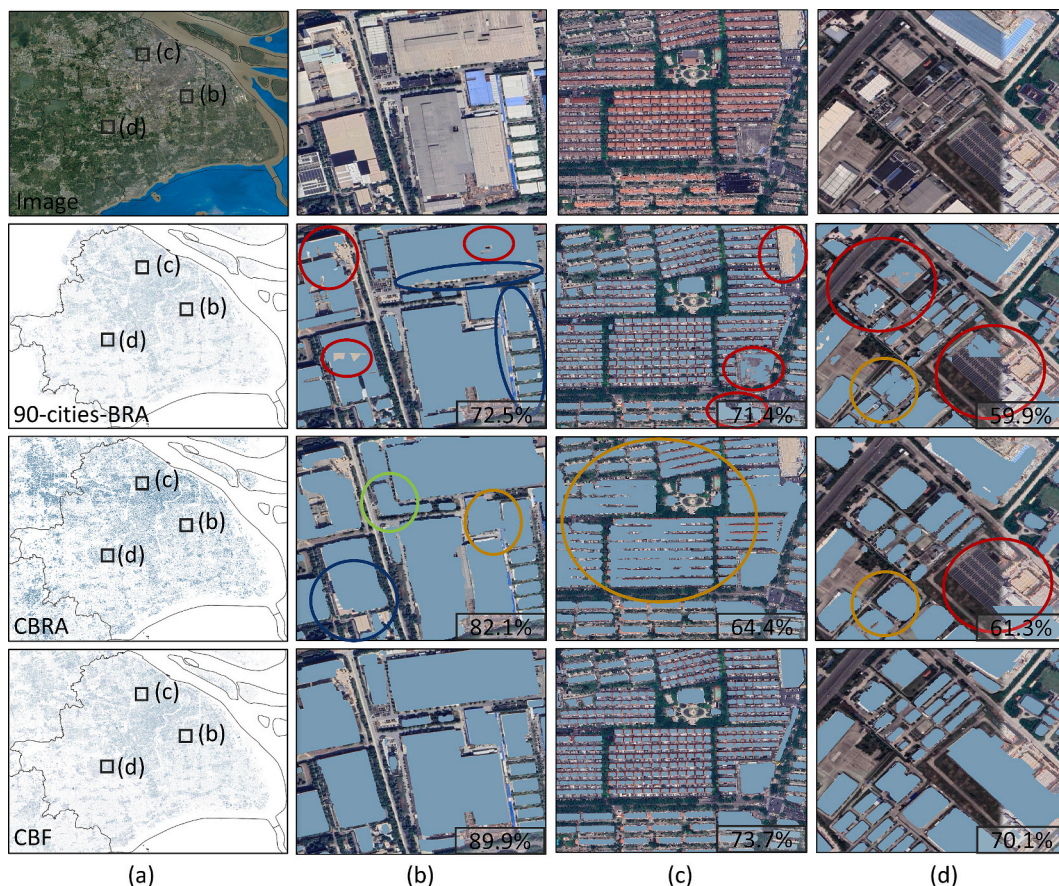 (c)
(b)
(d)
Image
(c)
(b)
(d)
90-cities-BRA
72.5%
71.4%
59.9%
(c)
(b)
(d)
CBRA
82.1%
64.4%
61.3%
(c)
(b)
(d)
CBF
89.9%
73.7%
70.1%
(a)
(b)
(c)
(d)